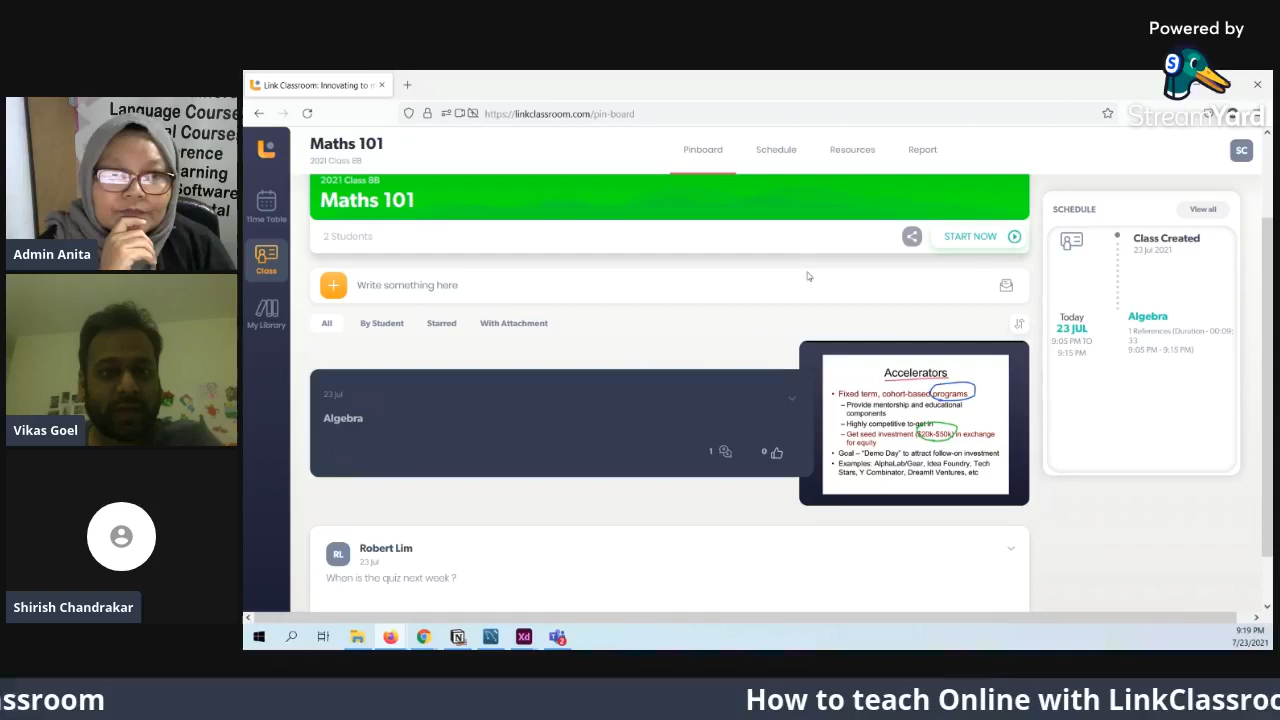 Powered by
StreamYard
Language Course
ional Courses
rence
arning
Software
tal
Admin Anita
Vikas Goel
Shirish Chandrakar
Link Classroom: Innovating to m
https://linkclassroom.com/pin-board
Time Table
Class
My Library
Maths 101
2021 Class 8B
Pinboard
Schedule
Resources
Report
SC
2021 Class 8B
Maths 101
2 Students
START NOW
Write something here
All
By Student
Starred
With Attachment
23 jul
Algebra
1
0
Accelerators
• Fixed term, cohort-based programs
– Provide mentorship and educational
components
– Highly competitive to get in
– Get seed investment ($20k-$50k) in exchange
for equity
• Goal – "Demo Day" to attract follow-on investment
• Examples: AlphaLab/Gear, Idea Foundry, Tech
Stars, Y Combinator, DreamIt Ventures, etc
RL
Robert Lim
23 jul
When is the quiz next week ?
SCHEDULE
View all
Class Created
23 Jul 2021
Today
23 JUL
9:05 PM TO
9:15 PM
Algebra
1 References (Duration - 00:09:
33
9:05 PM - 9:15 PM)
9:19 PM
7/23/2021
assroom
How to teach Online with LinkClassroo